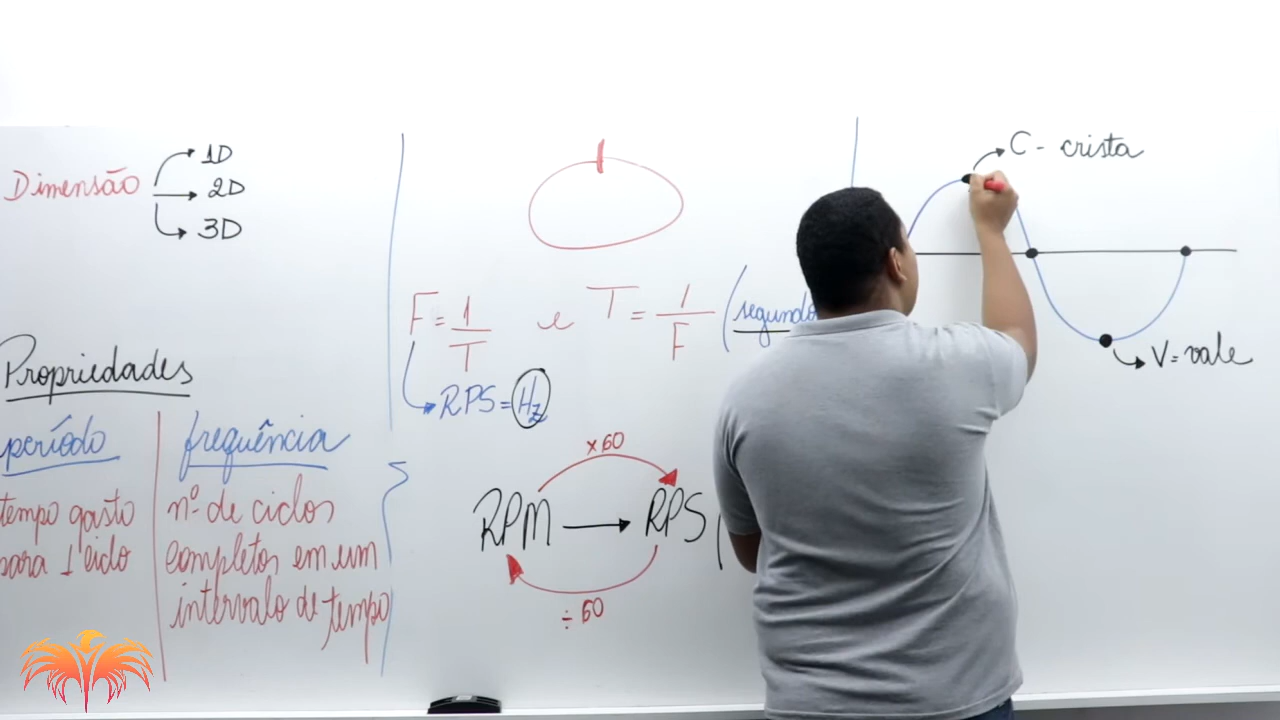 Dimensão
1D
2D
3D
Propriedades
período
tempo gasto
para 1 ciclo
frequência
nº de ciclos
completos em um
intervalo de tempo
F = 1/T e T = 1/F (segundo
RPS = Hz
x60
RPM → RPS
÷ 60
C - crista
V = vale